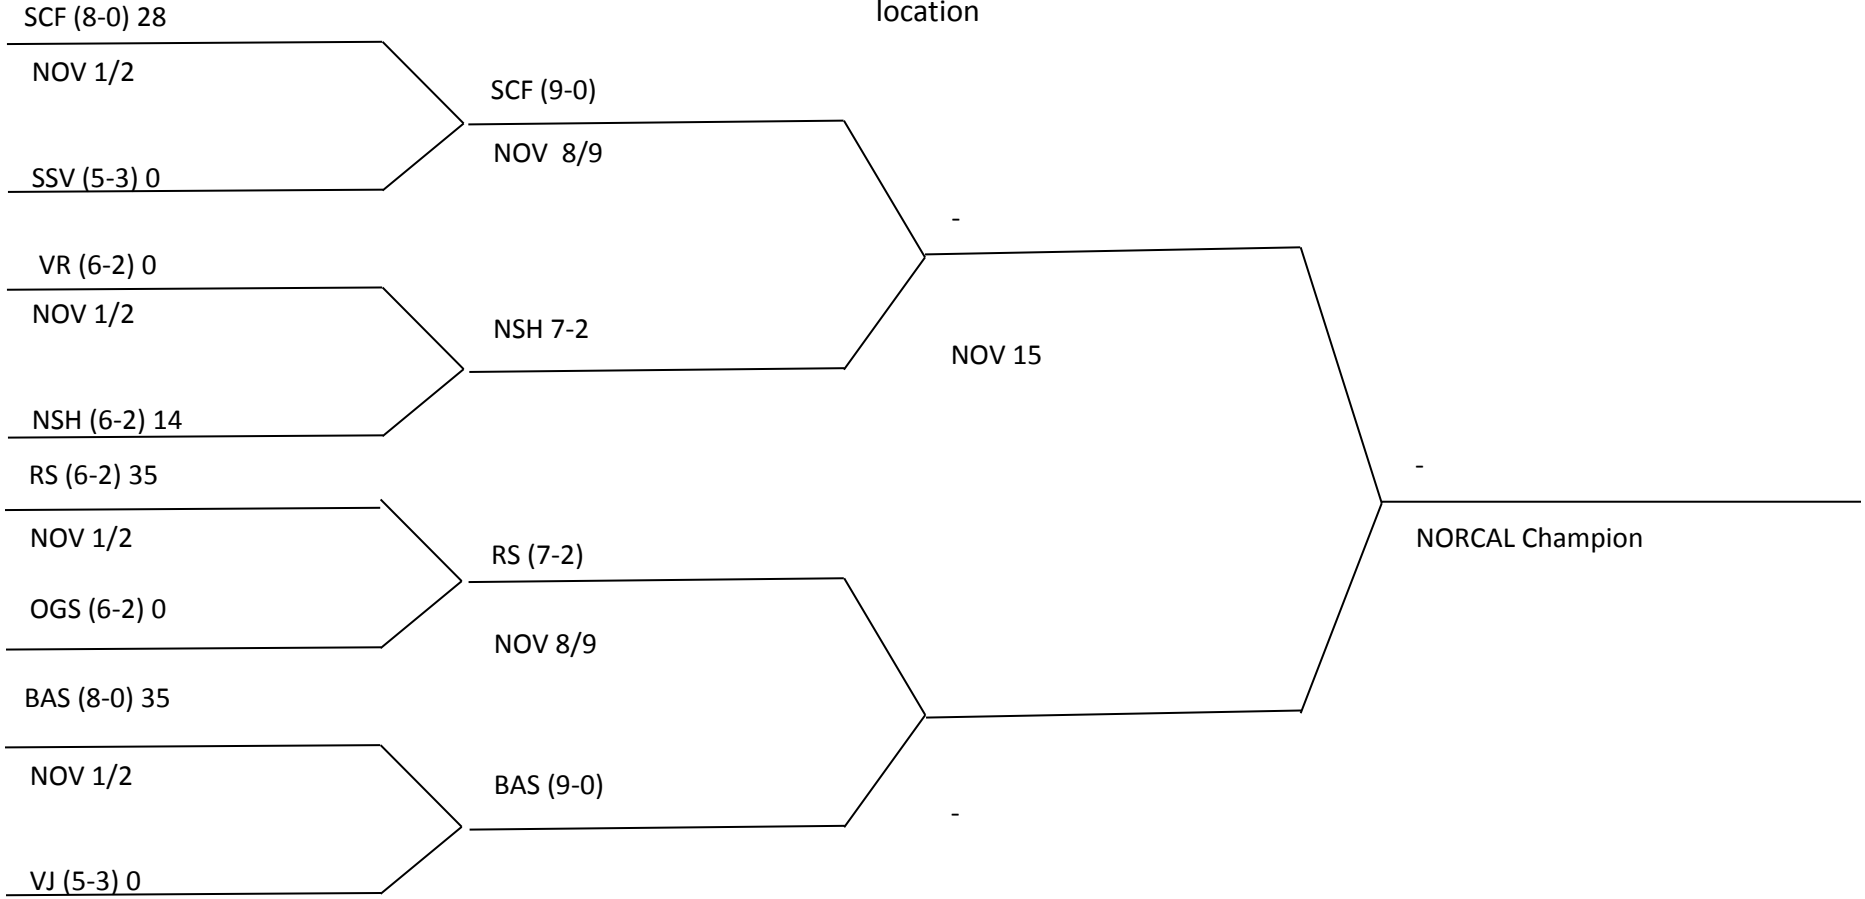 location
SCF (8-0) 28
NOV 1/2
SSV (5-3) 0
VR (6-2) 0
NOV 1/2
NSH (6-2) 14
RS (6-2) 35
NOV 1/2
OGS (6-2) 0
BAS (8-0) 35
NOV 1/2
VJ (5-3) 0
SCF (9-0)
NOV  8/9
NSH 7-2
RS (7-2)
NOV 8/9
BAS (9-0)
-
NOV 15
-
-
NORCAL Champion